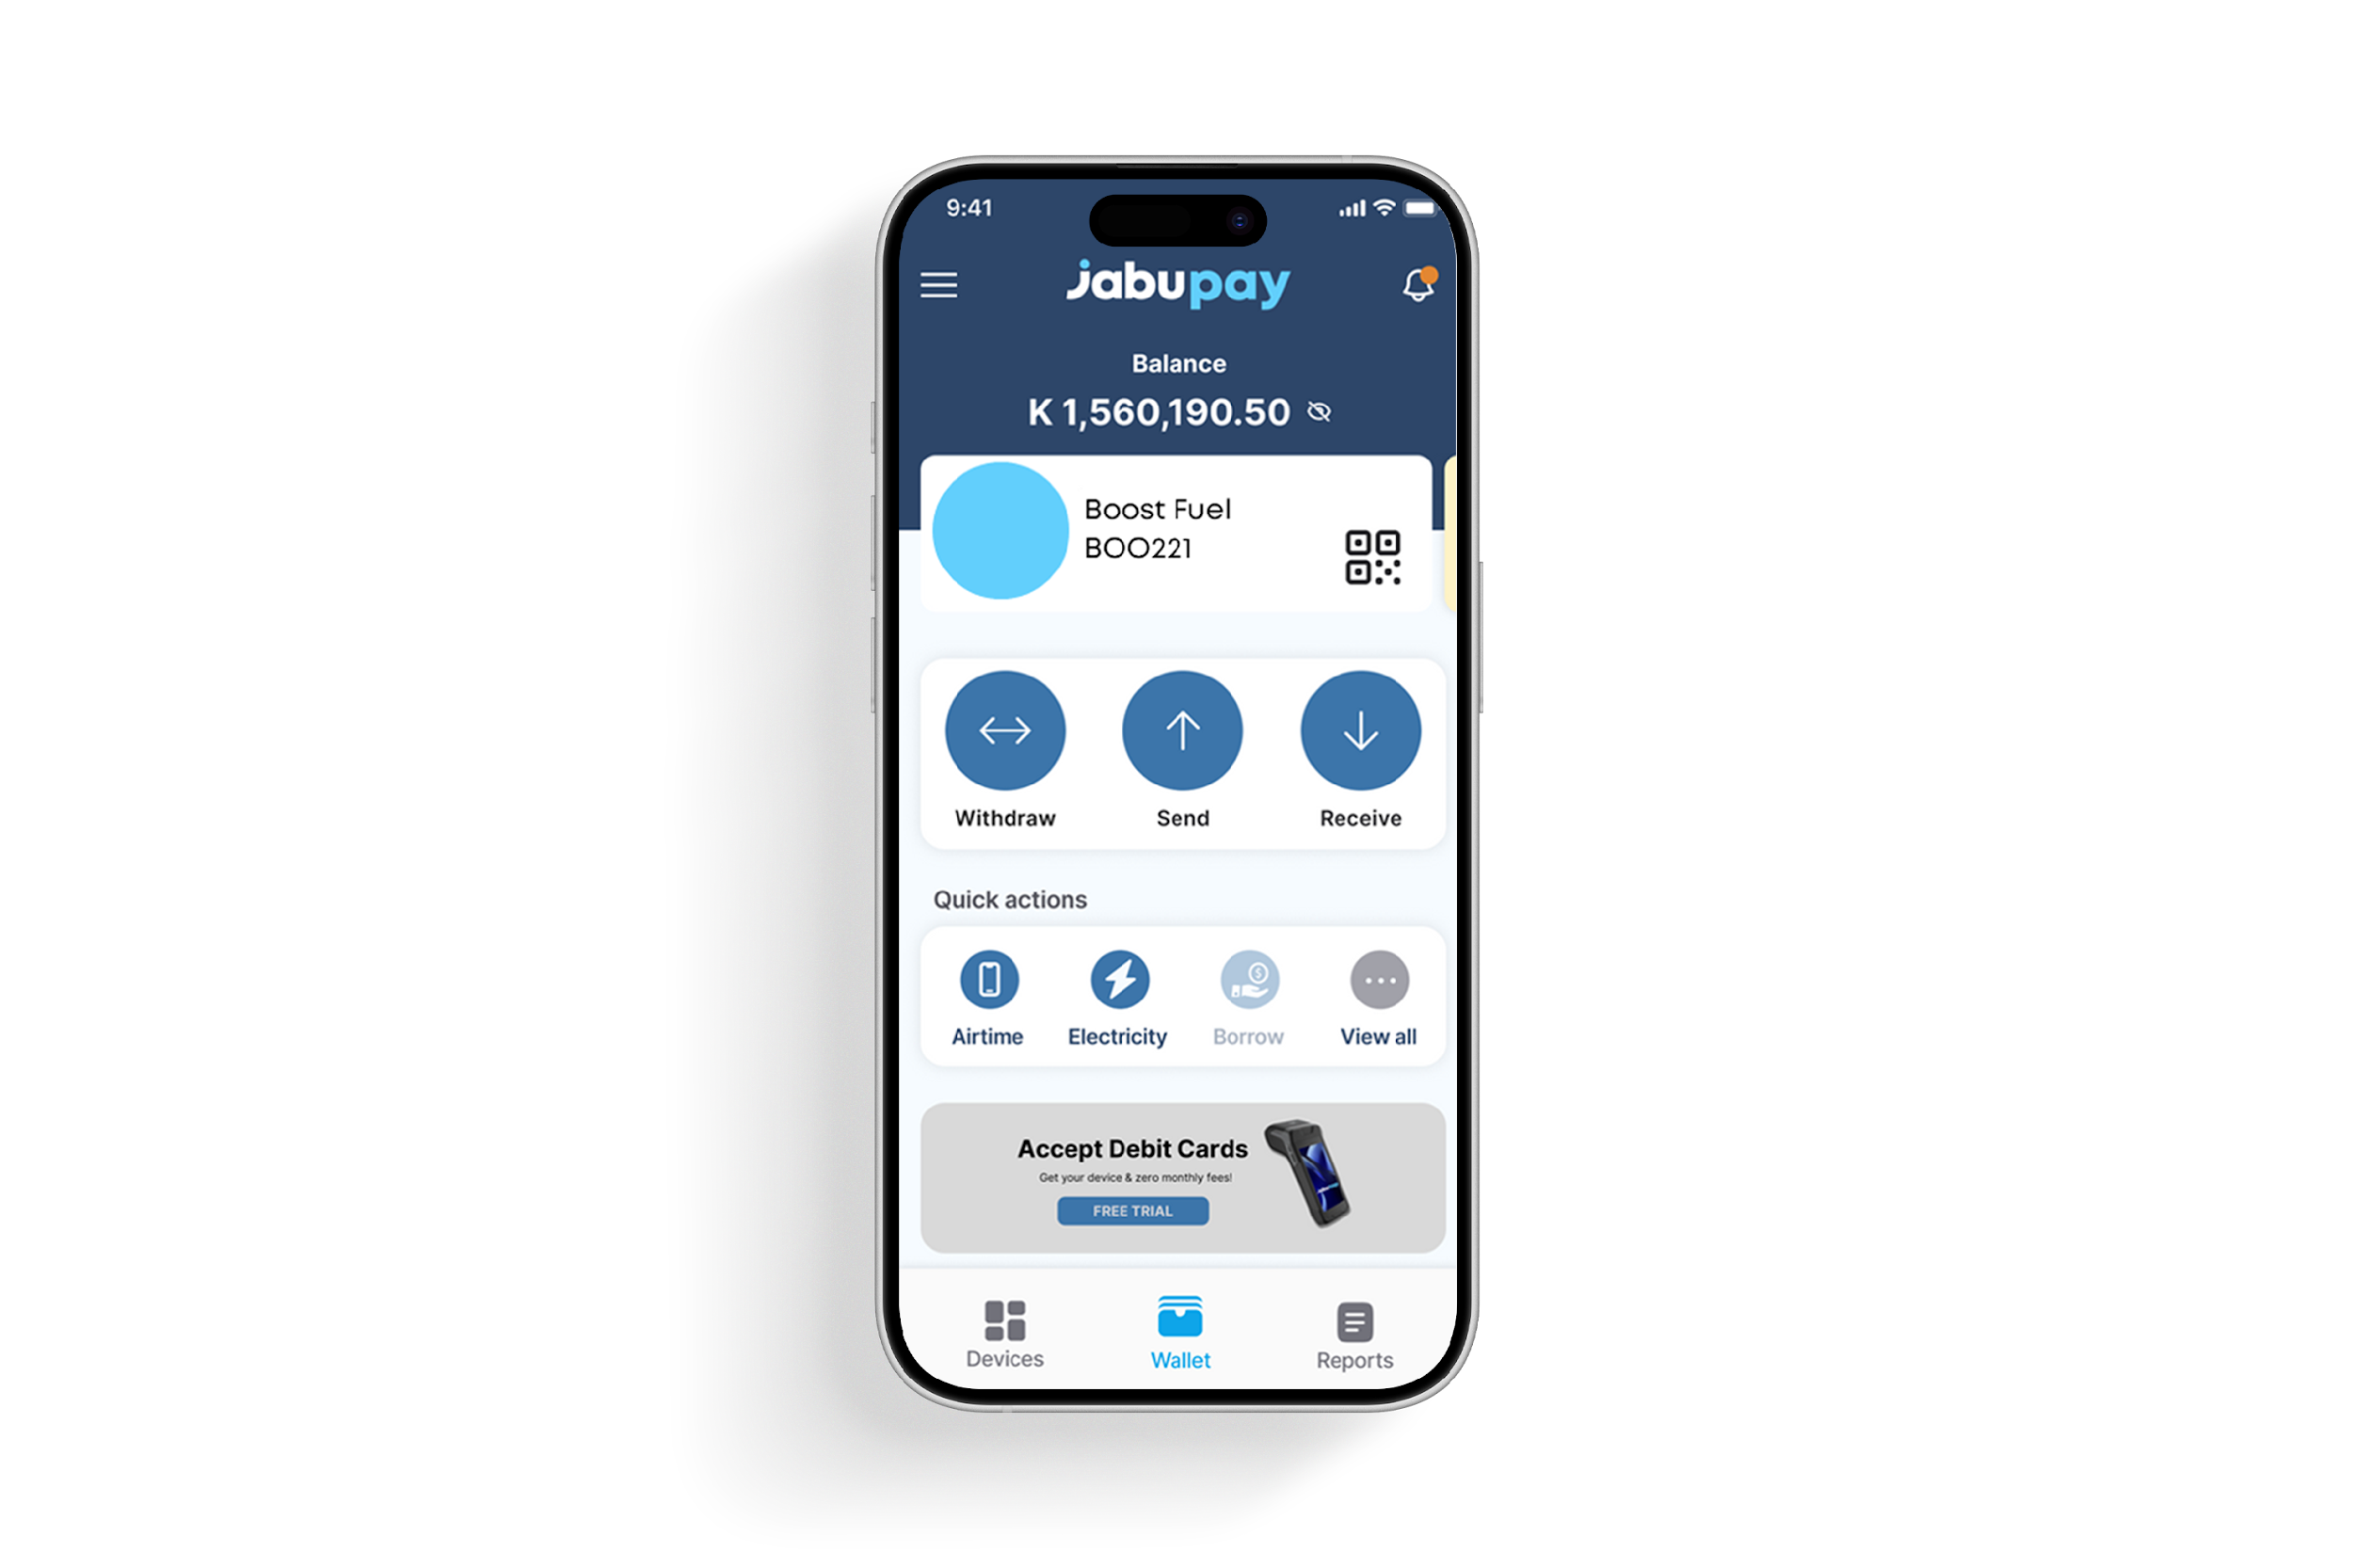 9:41
jabupay
Balance
K 1,560,190.50
Boost Fuel
BOO221
Withdraw Send Receive
Quick actions
Airtime Electricity Borrow View all
Accept Debit Cards
Get your device & zero monthly fees!
FREE TRIAL
Devices Wallet Reports